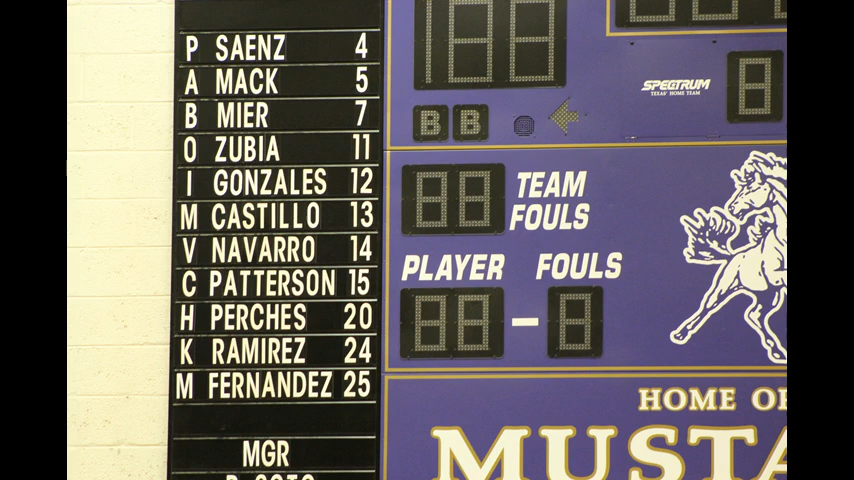 P SAENZ 4
A MACK 5
B MIER 7
O ZUBIA 11
I GONZALES 12
M CASTILLO 13
V NAVARRO 14
C PATTERSON 15
H PERCHES 20
K RAMIREZ 24
M FERNANDEZ 25
MGR
B B
SPECTRUM
TEXAS' HOME TEAM
TEAM
FOULS
PLAYER FOULS
HOME
MUSTA